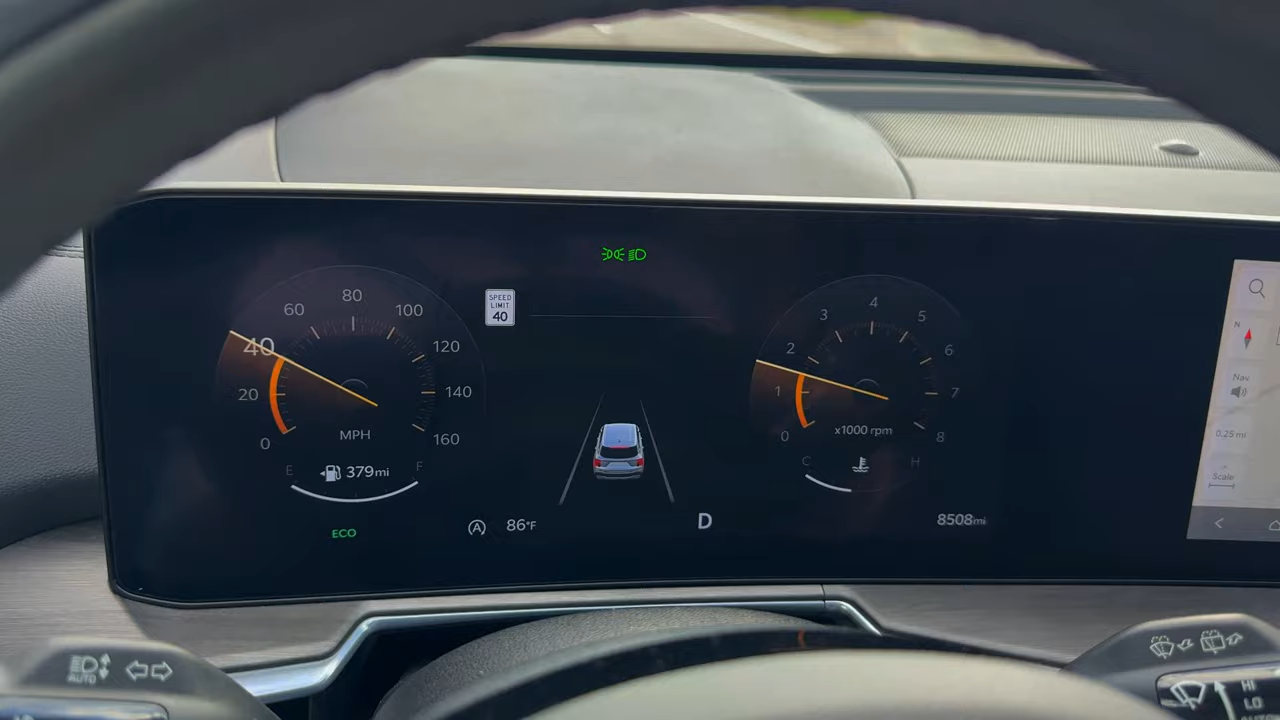 SPEED
LIMIT
40
0
20
40
60
80
100
120
140
160
MPH
E
379mi
F
ECO
A
86°F
D
0
1
2
3
4
5
6
7
8
x1000 rpm
C
H
8508mi
N
Nav
0.25 mi
Scale
AUTO
HI
LO